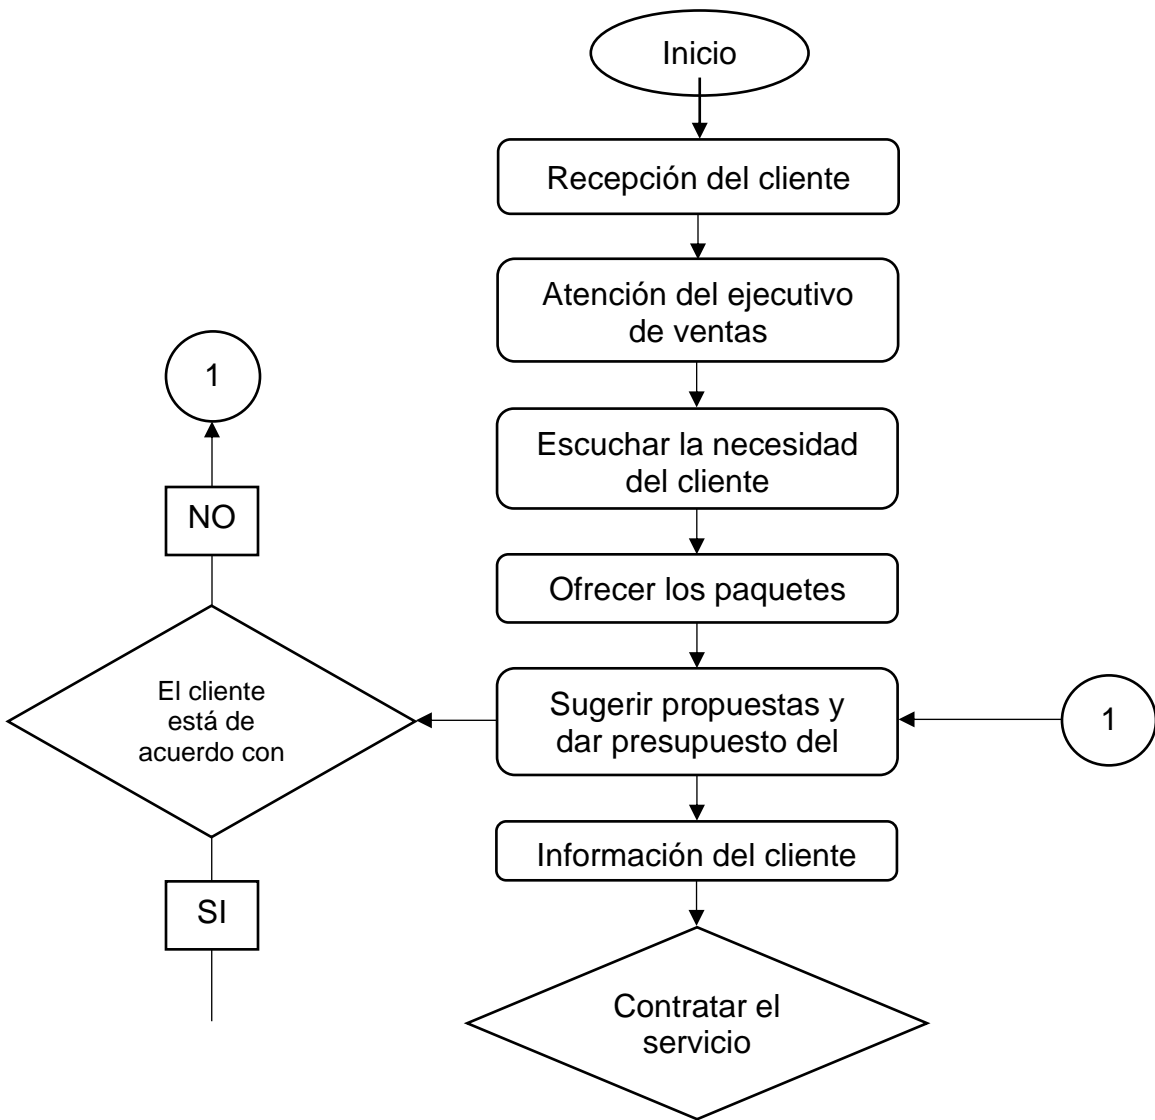 Inicio
Recepción del cliente
Atención del ejecutivo
de ventas
1
Escuchar la necesidad
del cliente
NO
Ofrecer los paquetes
El cliente
está de
acuerdo con
Sugerir propuestas y
dar presupuesto del
1
Información del cliente
SI
Contratar el
servicio